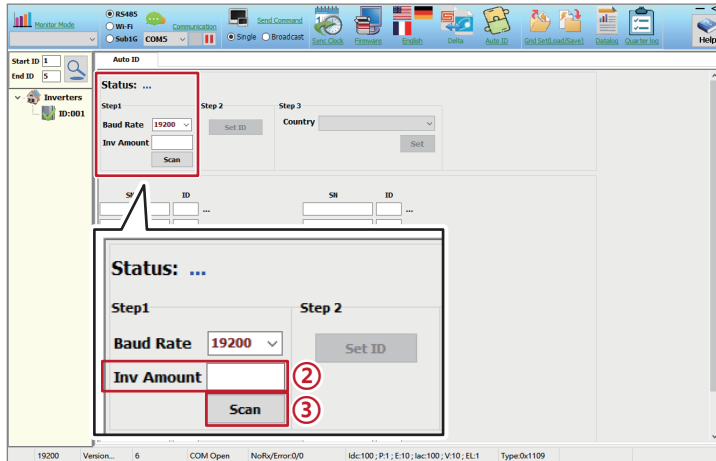 Monitor Mode
RS485
Wi-Fi
Sub1G
COM5
Communication
Send Command
Single
Broadcast
Sync Clock
Firmware
English
Delta
Auto ID
Grid Set(Load/Save)
Datalog
Quarter log
Help
Start ID 1
End ID 5
Inverters
ID:001
Auto ID
Status: ...
Step1
Step 2
Step 3
Baud Rate 19200
Set ID
Country
Inv Amount
Set
Scan
ID
SN
ID
...
...
Status: ...
Step1
Step 2
Baud Rate 19200
Set ID
Inv Amount
②
Scan
③
19200
Version...
6
COM Open
NoRx/Error:0/0
Idc:100 ; P:1 ; E:10 ; Iac:100 ; V:10 ; EL:1
Type:0x1109